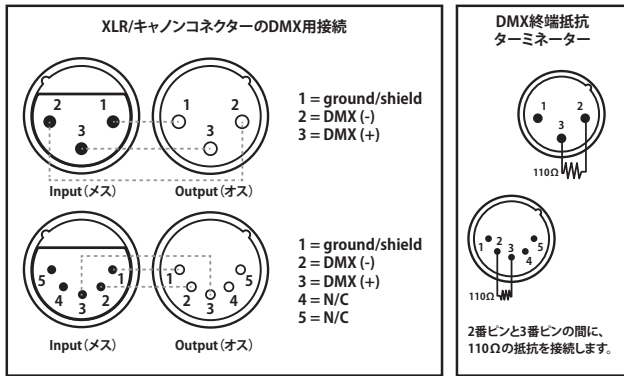 XLR/キャノンコネクターのDMX用接続
2 1
3
1 2
3
Input（メス）
Output（オス）
1 = ground/shield
2 = DMX (-)
3 = DMX (+)
5 1
4 2
3
1 5
2 4
3
Input（メス）
Output（オス）
1 = ground/shield
2 = DMX (-)
3 = DMX (+)
4 = N/C
5 = N/C
DMX終端抵抗
ターミネーター
1 2
3
110Ω
1 2 3 4 5
110Ω
2番ピンと3番ピンの間に、
110Ωの抵抗を接続します。